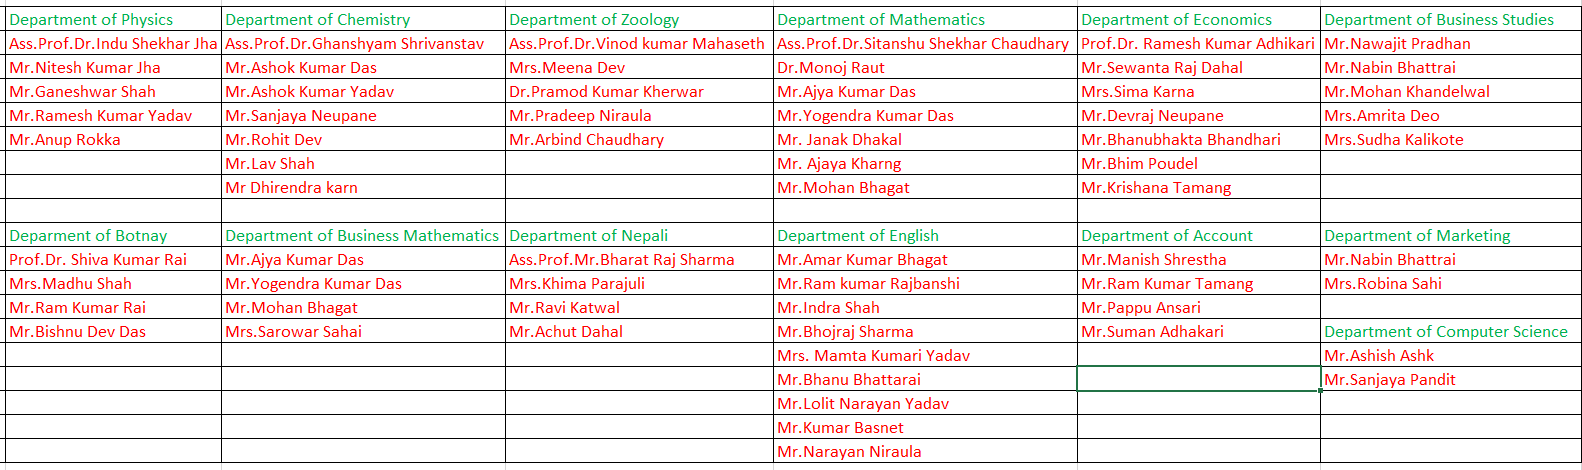 Department of Physics Department of Chemistry Department of Zoology Department of Mathematics Department of Economics Department of Business Studies
Ass.Prof.Dr.Indu Shekhar Jha Ass.Prof.Dr.Ghanshyam Shrivanstav Ass.Prof.Dr.Vinod kumar Mahaseth Ass.Prof.Dr.Sitanshu Shekhar Chaudhary Prof.Dr. Ramesh Kumar Adhikari Mr.Nawajit Pradhan
Mr.Nitesh Kumar Jha Mr.Ashok Kumar Das Mrs.Meena Dev Dr.Monoj Raut Mr.Sewanta Raj Dahal Mr.Nabin Bhattrai
Mr.Ganeshwar Shah Mr.Ashok Kumar Yadav Dr.Pramod Kumar Kherwar Mr.Ajya Kumar Das Mrs.Sima Karna Mr.Mohan Khandelwal
Mr.Ramesh Kumar Yadav Mr.Sanjaya Neupane Mr.Pradeep Niraula Mr.Yogendra Kumar Das Mr.Devraj Neupane Mrs.Amrita Deo
Mr.Anup Rokka Mr.Rohit Dev Mr.Arbind Chaudhary Mr. Janak Dhakal Mr.Bhanubhakta Bhandhari Mrs.Sudha Kalikote
Mr.Lav Shah Mr. Ajaya Kharng Mr.Bhim Poudel
Mr Dhirendra karn Mr.Mohan Bhagat Mr.Krishana Tamang
Deparment of Botnay Department of Business Mathematics Department of Nepali Department of English Department of Account Department of Marketing
Prof.Dr. Shiva Kumar Rai Mr.Ajya Kumar Das Ass.Prof.Mr.Bharat Raj Sharma Mr.Amar Kumar Bhagat Mr.Manish Shrestha Mr.Nabin Bhattrai
Mrs.Madhu Shah Mr.Yogendra Kumar Das Mrs.Khima Parajuli Mr.Ram kumar Rajbanshi Mr.Ram Kumar Tamang Mrs.Robina Sahi
Mr.Ram Kumar Rai Mr.Mohan Bhagat Mr.Ravi Katwal Mr.Indra Shah Mr.Pappu Ansari
Mr.Bishnu Dev Das Mrs.Sarowar Sahai Mr.Achut Dahal Mr.Bhojraj Sharma Mr.Suman Adhakari Department of Computer Science
Mrs. Mamta Kumari Yadav Mr.Ashish Ashk
Mr.Bhanu Bhattarai Mr.Sanjaya Pandit
Mr.Lolit Narayan Yadav
Mr.Kumar Basnet
Mr.Narayan Niraula